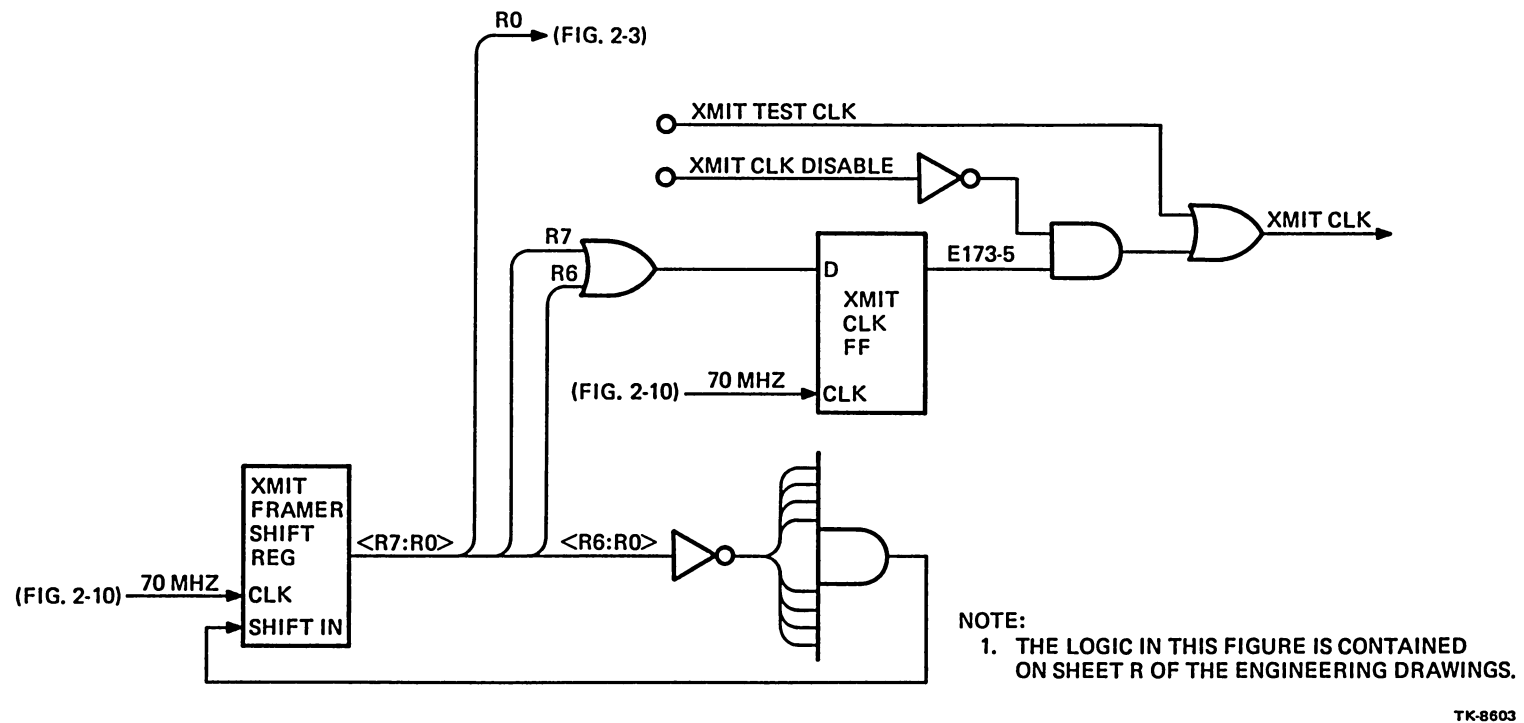 R0
(FIG. 2-3)
XMIT TEST CLK
XMIT CLK DISABLE
XMIT CLK
R7
R6
E173-5
D
XMIT
CLK
FF
(FIG. 2-10)
70 MHZ
CLK
XMIT
FRAMER
SHIFT
REG
<R7:R0>
<R6:R0>
(FIG. 2-10)
70 MHZ
CLK
SHIFT IN
NOTE:
1. THE LOGIC IN THIS FIGURE IS CONTAINED
ON SHEET R OF THE ENGINEERING DRAWINGS.
TK-8603